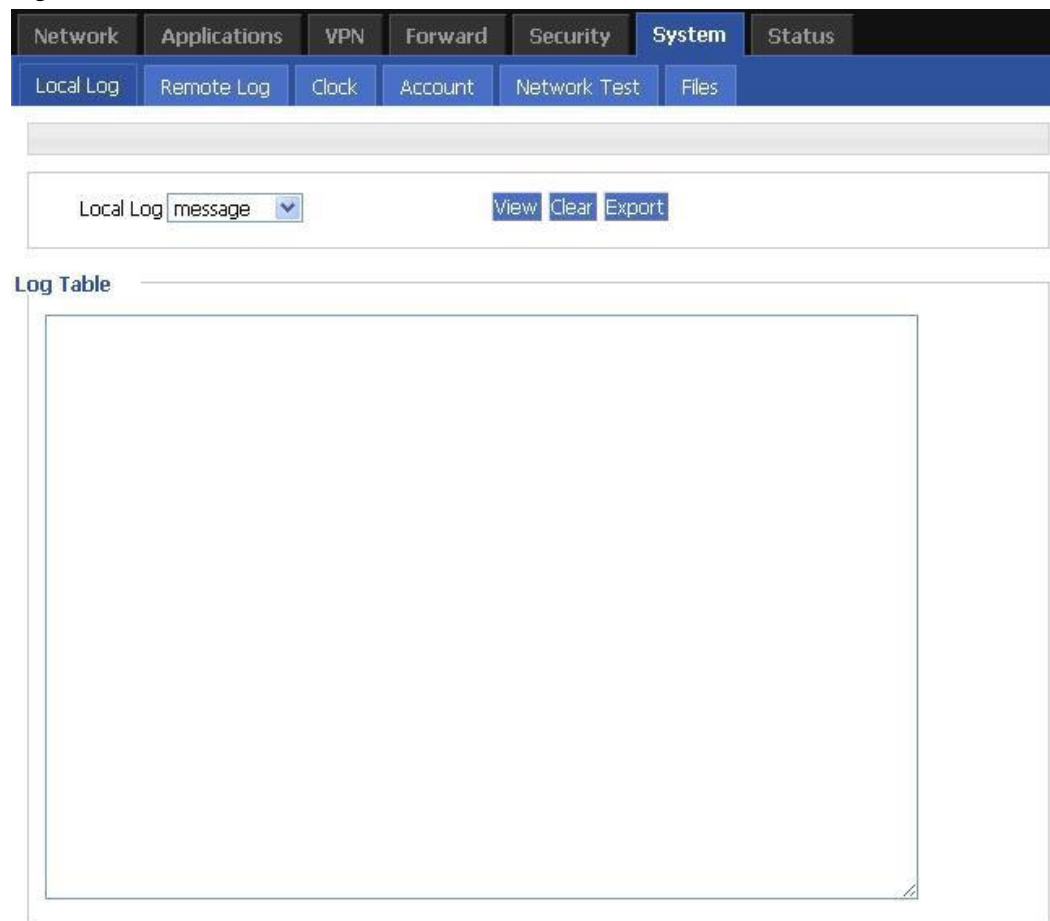 Network Applications VPN Forward Security System Status
Local Log Remote Log Clock Account Network Test Files
Local Log message View Clear Export
Log Table